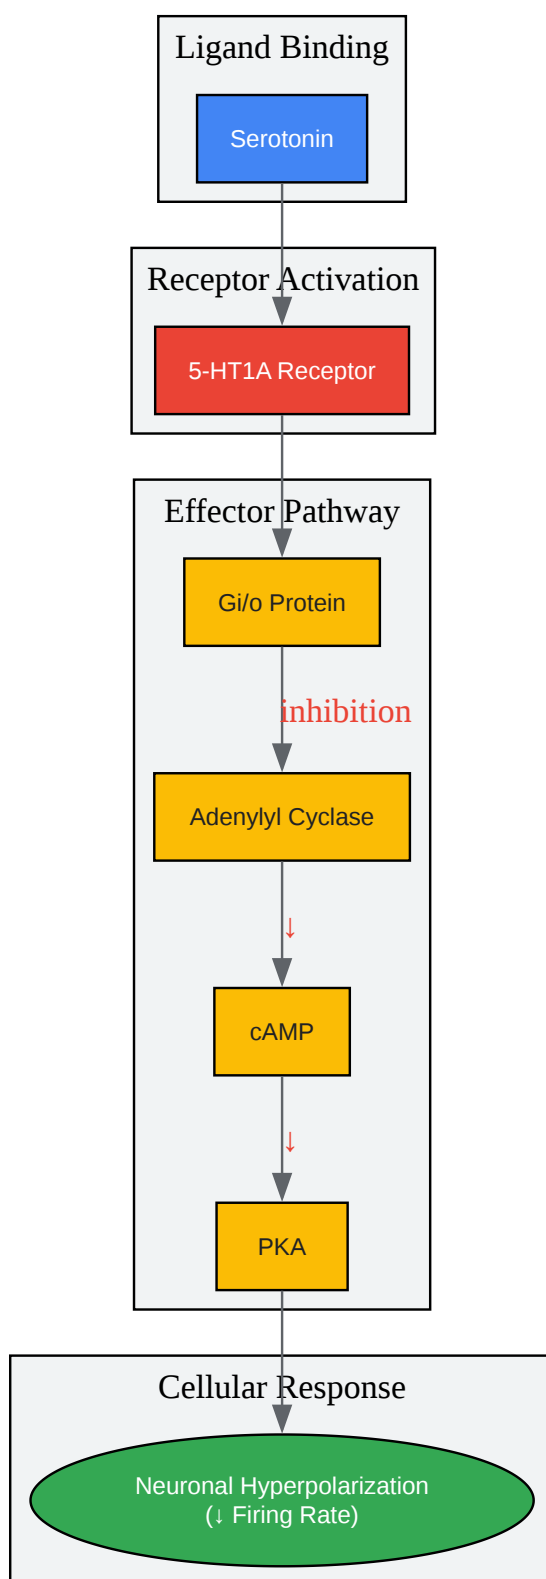 Ligand Binding
Serotonin
Receptor Activation
5-HT1A Receptor
Effector Pathway
Gi/o Protein
inhibition
Adenylyl Cyclase
↓
cAMP
↓
PKA
Cellular Response
Neuronal Hyperpolarization
(↓ Firing Rate)